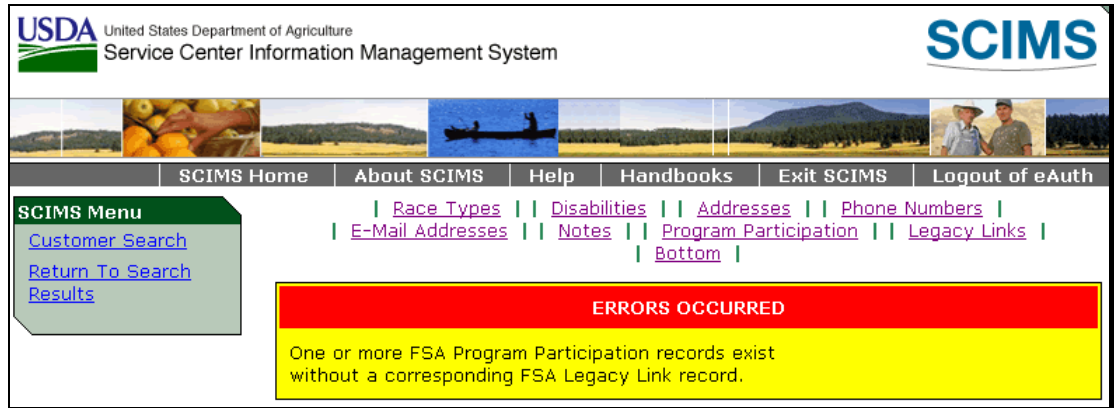 USDA United States Department of Agriculture
Service Center Information Management System
SCIMS
SCIMS Home | About SCIMS | Help | Handbooks | Exit SCIMS | Logout of eAuth
SCIMS Menu
Customer Search
Return To Search
Results
| Race Types | | Disabilities | | Addresses | | Phone Numbers |
| E-Mail Addresses | | Notes | | Program Participation | | Legacy Links |
| Bottom |
ERRORS OCCURRED
One or more FSA Program Participation records exist
without a corresponding FSA Legacy Link record.